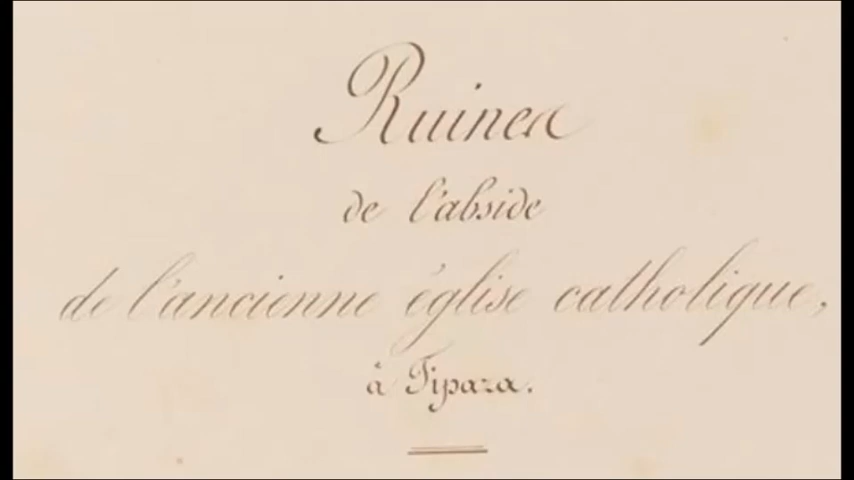 Ruines
de l'abside
de l'ancienne église catholique,
à Tipaza.